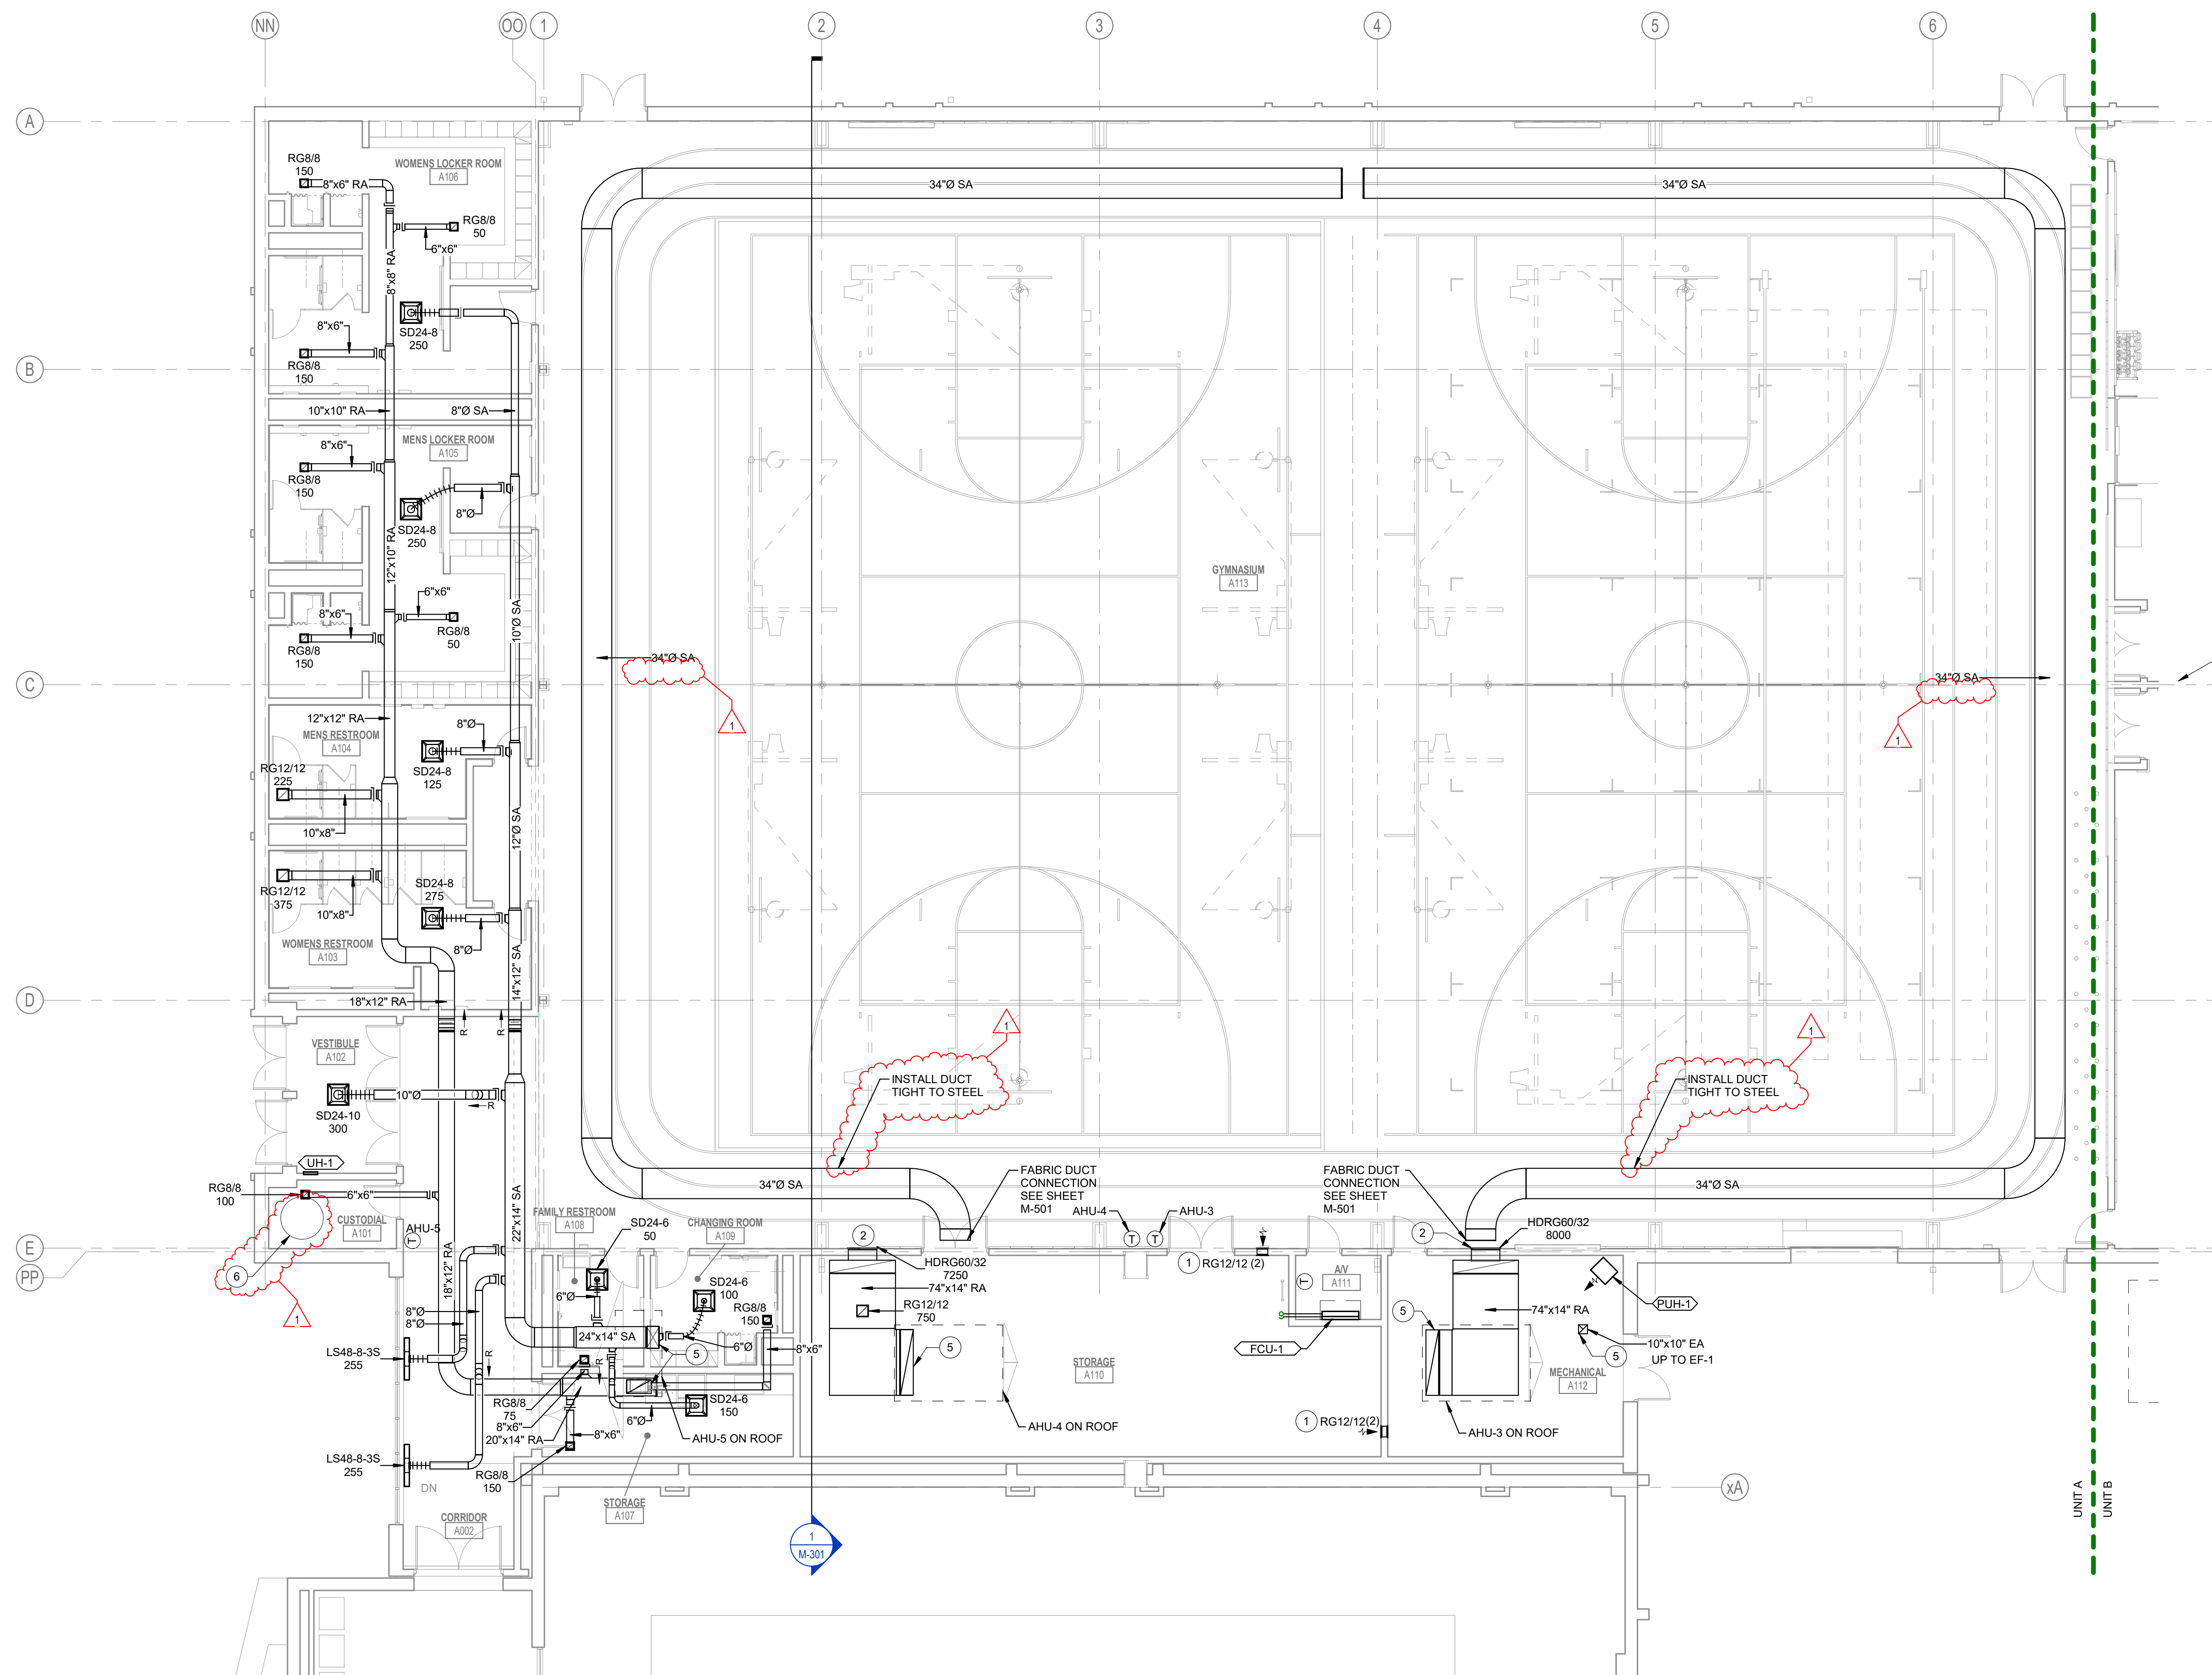 NN
OO
1
2
3
4
5
6
A
RG8/8
150
8"x6" RA
WOMENS LOCKER ROOM
A106
RG8/8
50
6"x6"
8"x8" RA
34"Ø SA
34"Ø SA
SD24-8
250
8"x6"
RG8/8
150
B
10"x10" RA
8"Ø SA
8"x6"
MENS LOCKER ROOM
A105
RG8/8
150
8"Ø
SD24-8
250
12"x10" RA
GYMNASIUM
A113
6"x6"
8"x6"
RG8/8
50
RG8/8
150
10"Ø SA
34"Ø SA
1
34"Ø SA
1
C
12"x12" RA
MENS RESTROOM
A104
8"Ø
SD24-8
125
RG12/12
225
10"x8"
12"Ø SA
RG12/12
375
10"x8"
SD24-8
275
8"Ø
WOMENS RESTROOM
A103
14"x12" SA
D
18"x12" RA
R
R
VESTIBULE
A102
10"Ø
R
SD24-10
300
1
INSTALL DUCT
TIGHT TO STEEL
1
INSTALL DUCT
TIGHT TO STEEL
UH-1
RG8/8
100
6"x6"
CUSTODIAL
A101
AHU-5
T
22"x14" SA
34"Ø SA
FABRIC DUCT
CONNECTION
SEE SHEET
M-501
AHU-4
T
AHU-3
T
FABRIC DUCT
CONNECTION
SEE SHEET
M-501
34"Ø SA
FAMILY RESTROOM
A108
SD24-6
50
CHANGING ROOM
A109
2
HDRG60/32
7250
2
HDRG60/32
8000
E
PP
6
1
18"x12" RA
1
RG12/12 (2)
A/V
A111
T
6"Ø
SD24-6
100
RG8/8
150
74"x14" RA
RG12/12
750
74"x14" RA
PUH-1
8"Ø
8"Ø
24"x14" SA
6"Ø
5
8"x6"
5
FCU-1
5
10"x10" EA
5
UP TO EF-1
LS48-8-3S
255
R
R
STORAGE
A110
MECHANICAL
A112
RG8/8
75
8"x6"
20"x14" RA
SD24-6
150
6"Ø
8"x6"
AHU-5 ON ROOF
AHU-4 ON ROOF
1
RG12/12(2)
AHU-3 ON ROOF
LS48-8-3S
255
RG8/8
150
DN
xA
STORAGE
A107
CORRIDOR
A002
1
M-301
UNIT A
UNIT B